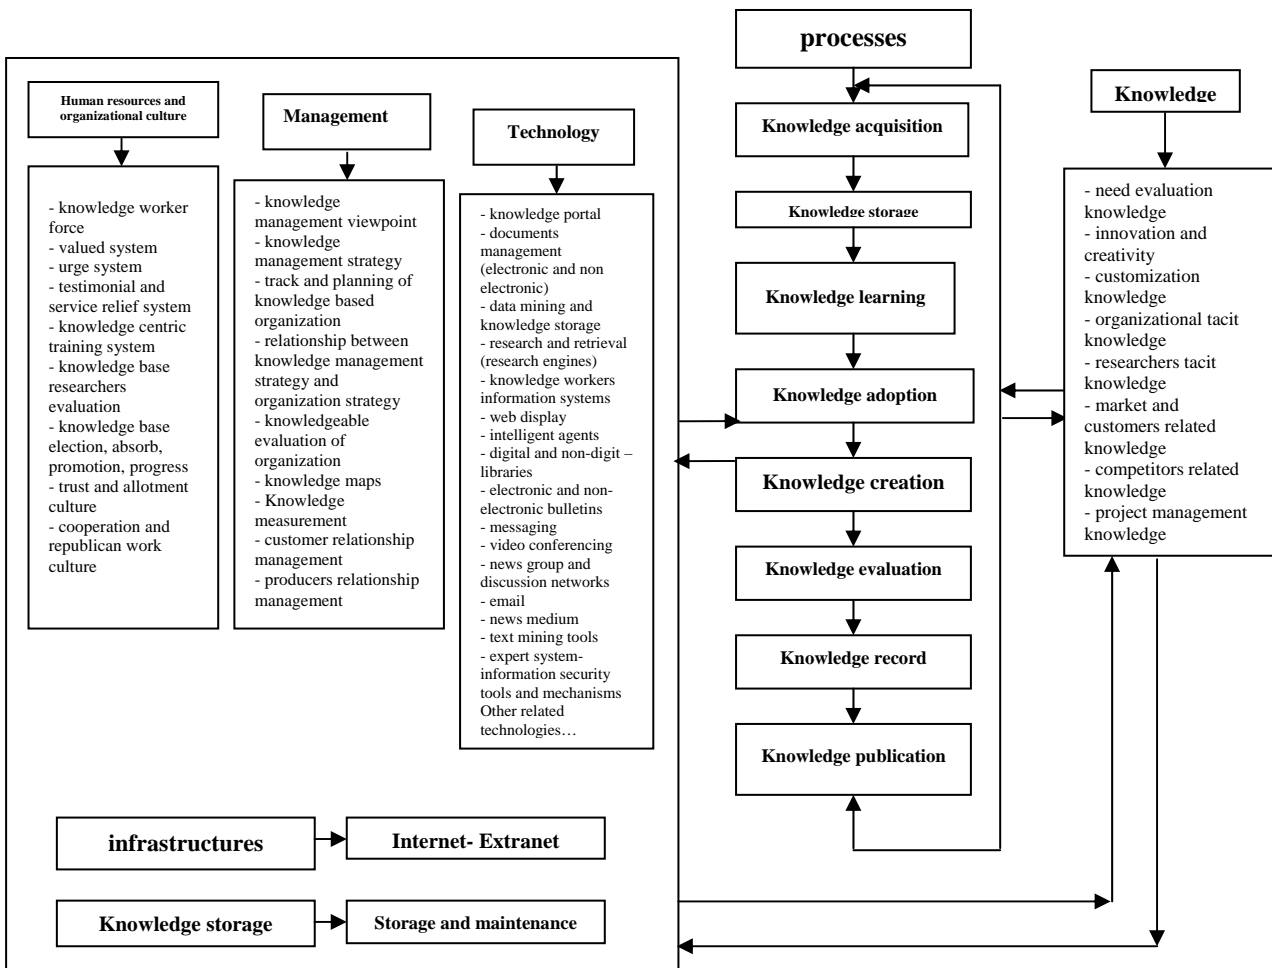 processes
Human resources and
organizational culture
Management
Technology
Knowledge
- knowledge worker
force
- valued system
- urge system
- testimonial and
service relief system
- knowledge centric
training system
- knowledge base
researchers
evaluation
- knowledge base
election, absorb,
promotion, progress
- trust and allotment
culture
- cooperation and
republican work
culture
- knowledge
management viewpoint
- knowledge
management strategy
- track and planning of
knowledge based
organization
- relationship between
knowledge management
strategy and
organization strategy
- knowledgeable
evaluation of
organization
- knowledge maps
- Knowledge
measurement
- customer relationship
management
- producers relationship
management
- knowledge portal
- documents
management
(electronic and non
electronic)
- data mining and
knowledge storage
- research and retrieval
(research engines)
- knowledge workers
information systems
- web display
- intelligent agents
- digital and non-digit –
libraries
- electronic and non-
electronic bulletins
- messaging
- video conferencing
- news group and
discussion networks
- email
- news medium
- text mining tools
- expert system-
information security
tools and mechanisms
Other related
technologies…
Knowledge acquisition
Knowledge storage
Knowledge learning
Knowledge adoption
Knowledge creation
Knowledge evaluation
Knowledge record
Knowledge publication
- need evaluation
knowledge
- innovation and
creativity
- customization
knowledge
- organizational tacit
knowledge
- researchers tacit
knowledge
- market and
customers related
knowledge
- competitors related
knowledge
- project management
knowledge
infrastructures
Internet- Extranet
Knowledge storage
Storage and maintenance